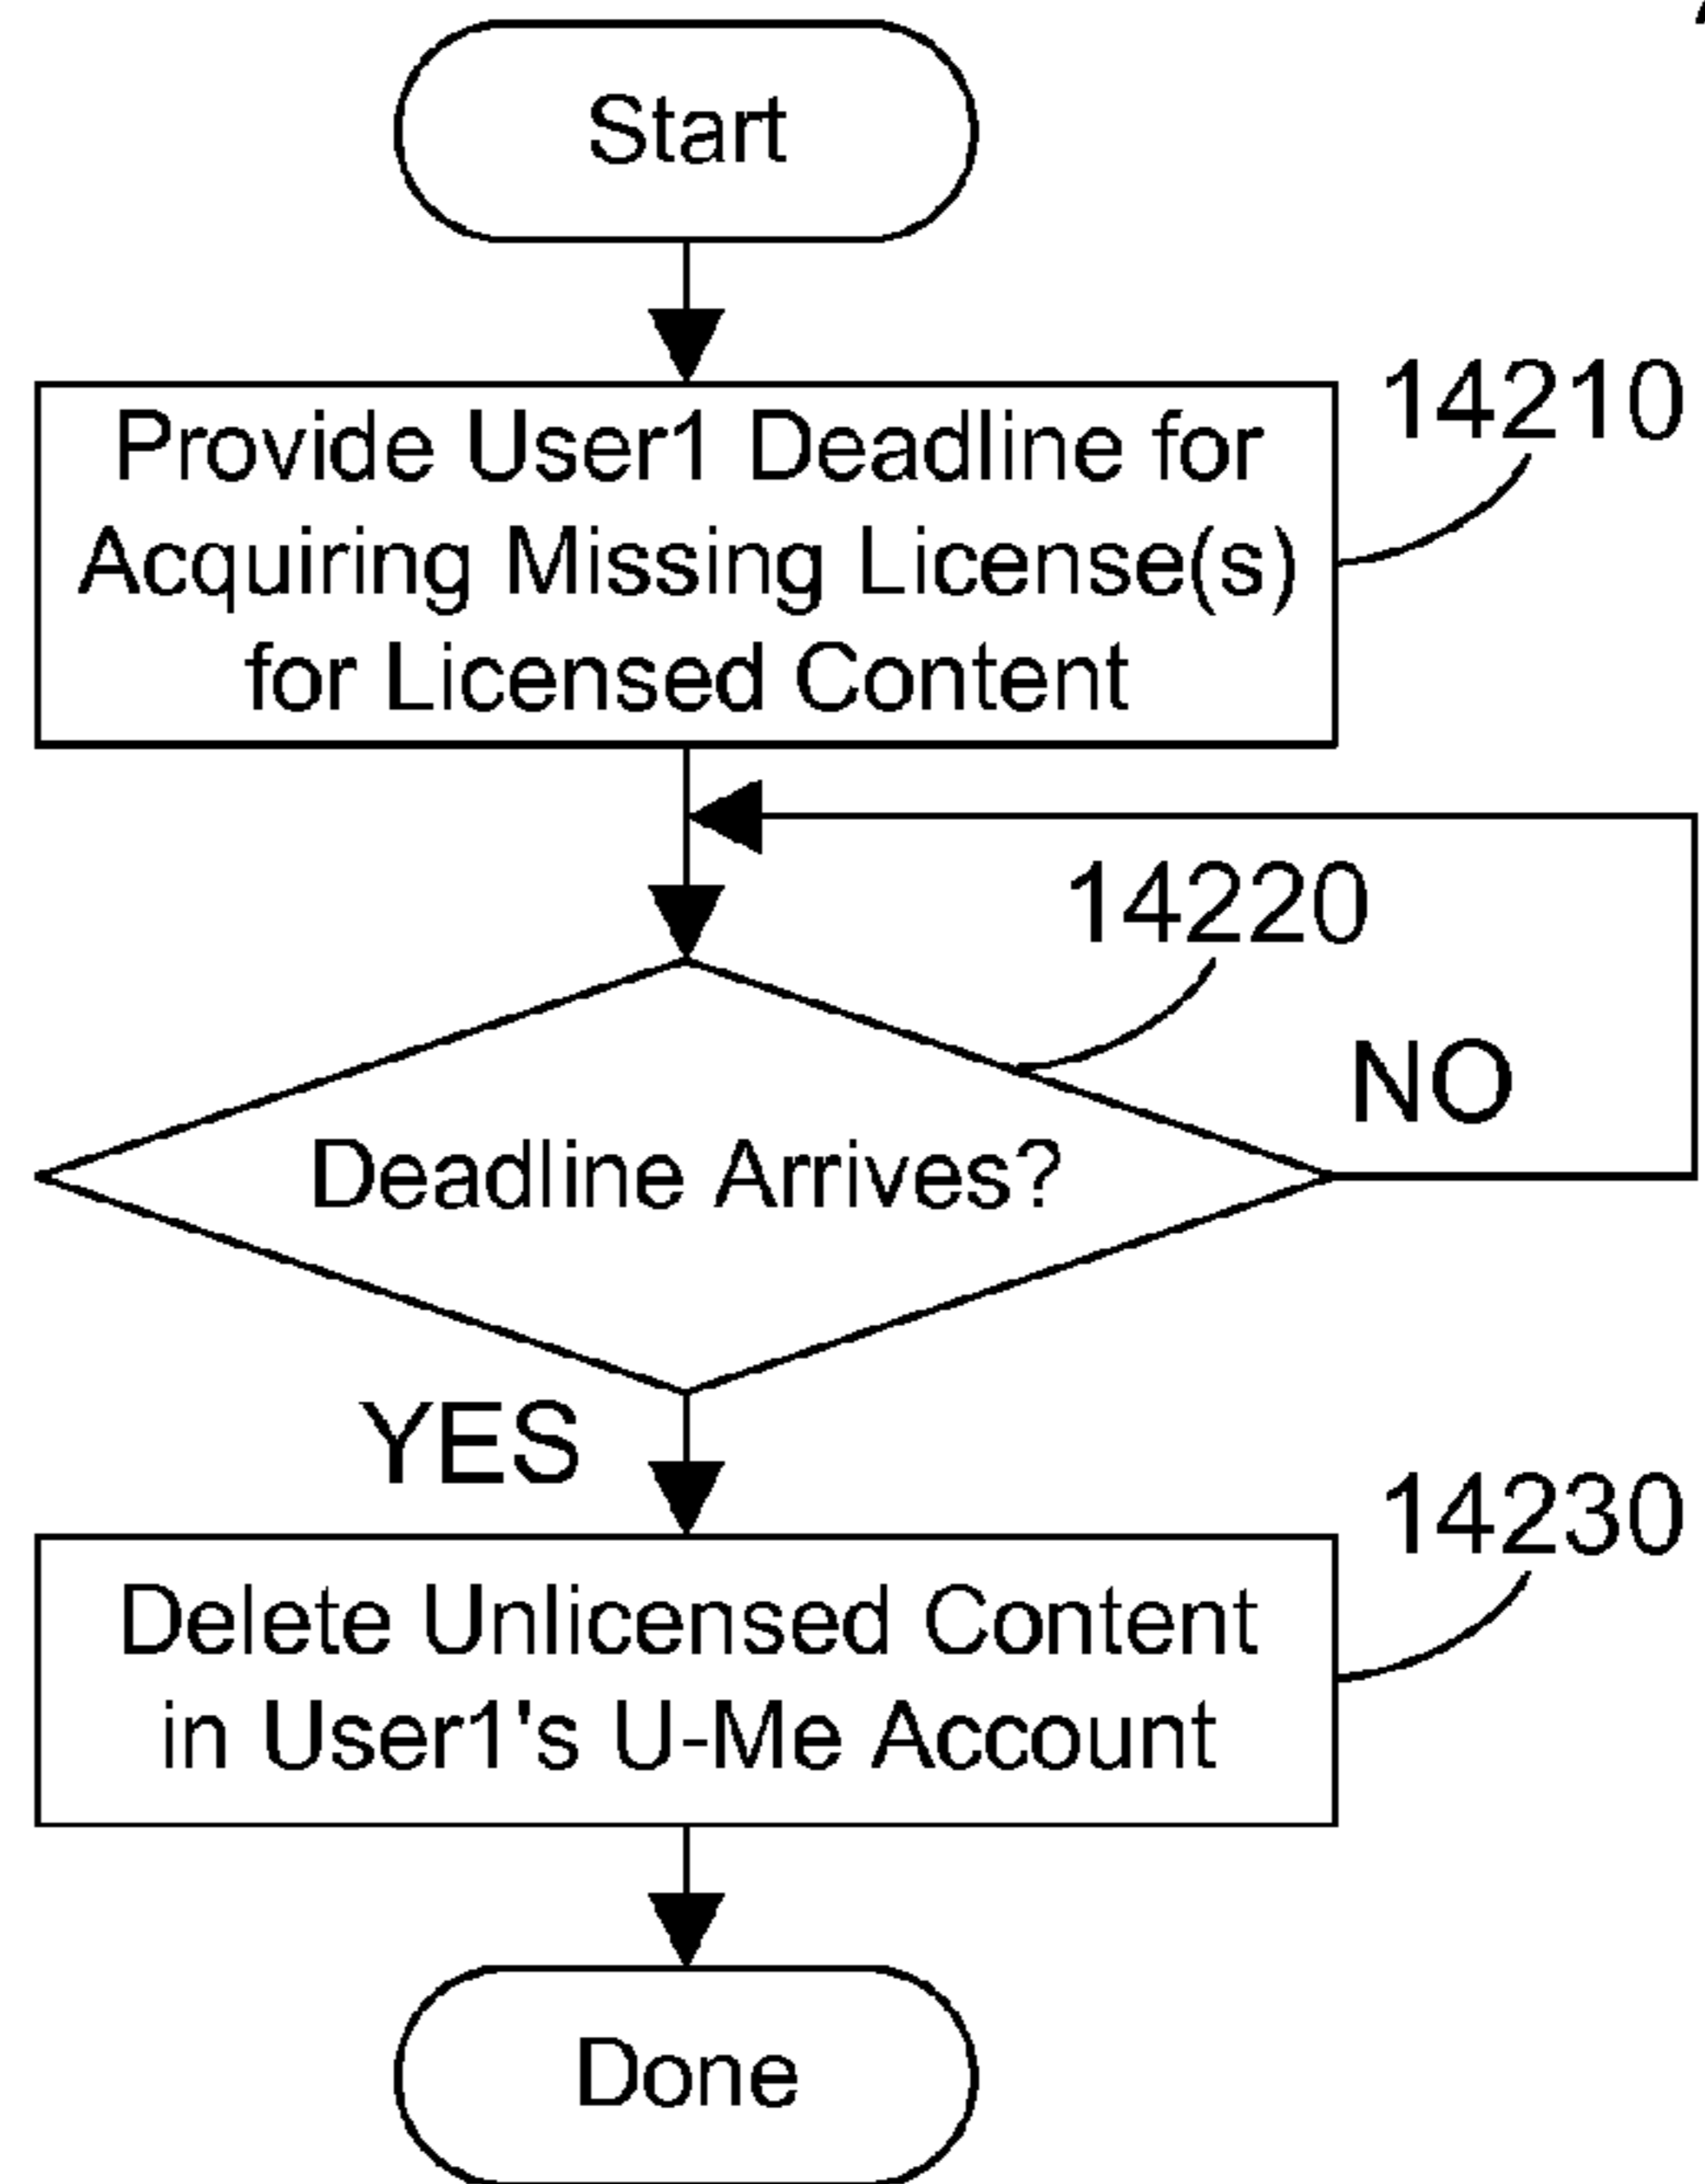 Start
14210
Provide User1 Deadline for
Acquiring Missing License(s)
for Licensed Content
14220
NO
Deadline Arrives?
YES
14230
Delete Unlicensed Content
in User1's U-Me Account
Done